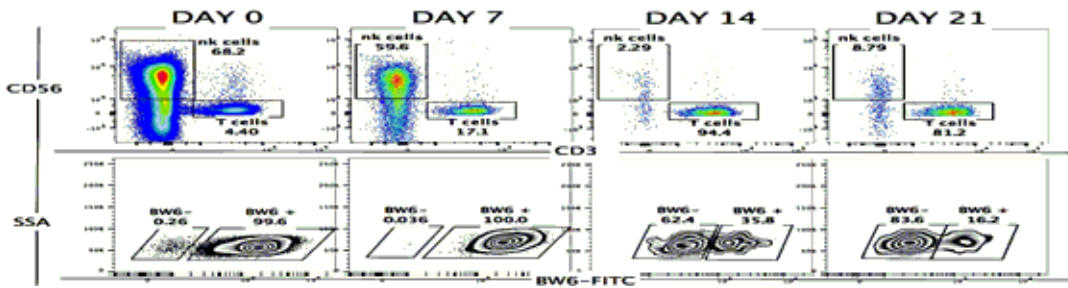 DAY 0 DAY 7 DAY 14 DAY 21
CD56
nk cells
68.2
T cells
4.40
nk cells
59.6
T cells
17.1
nk cells
2.29
T cells
94.4
nk cells
8.79
T cells
81.2
CD3
SSA
BW6-
0.26
BW6 +
99.6
BW6-
0.036
BW6 +
100.0
BW6-
62.4
BW6 +
35.8
BW6-
83.6
BW6 +
16.2
BW6-FITC